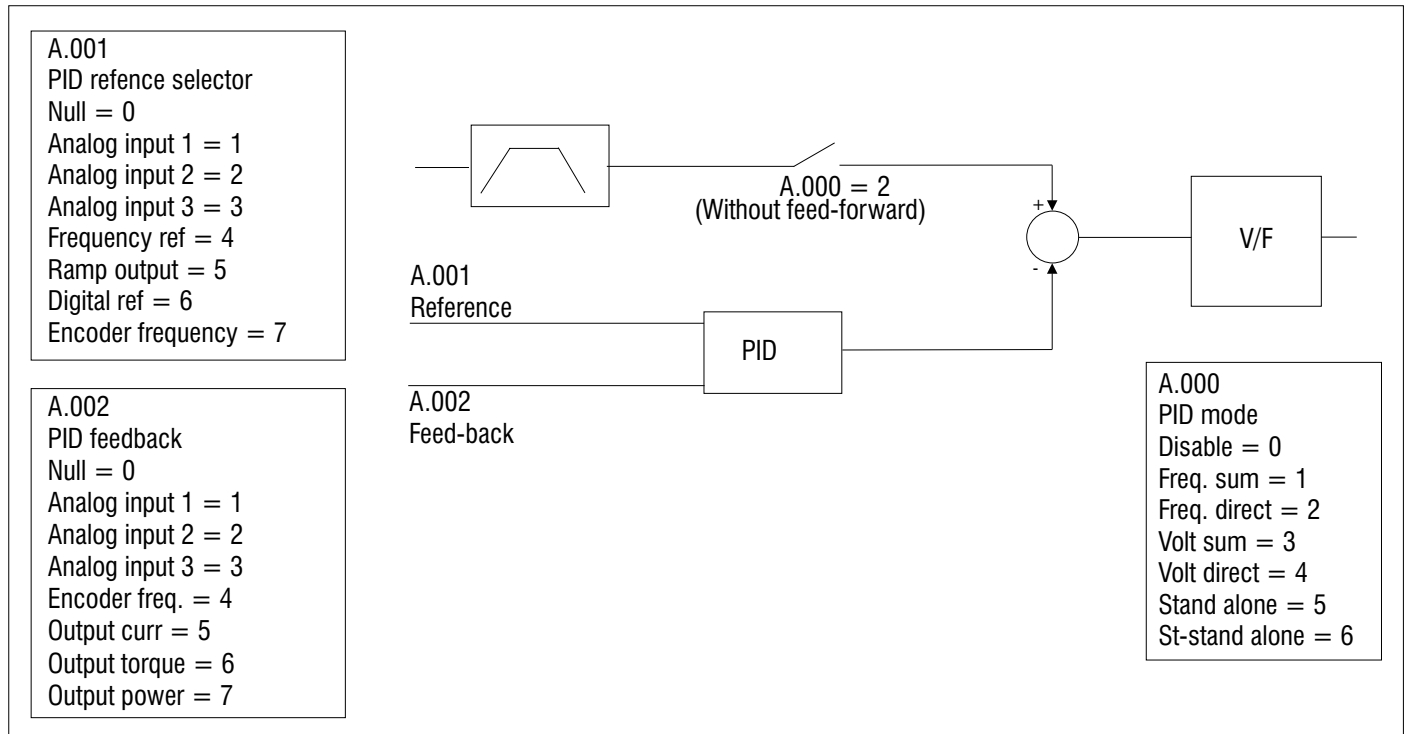 A.001
PID refence selector
Null = 0
Analog input 1 = 1
Analog input 2 = 2
Analog input 3 = 3
Frequency ref = 4
Ramp output = 5
Digital ref = 6
Encoder frequency = 7
A.002
PID feedback
Null = 0
Analog input 1 = 1
Analog input 2 = 2
Analog input 3 = 3
Encoder freq. = 4
Output curr = 5
Output torque = 6
Output power = 7
A.000 = 2
(Without feed-forward)
A.001
Reference
A.002
Feed-back
PID
+
-
V/F
A.000
PID mode
Disable = 0
Freq. sum = 1
Freq. direct = 2
Volt sum = 3
Volt direct = 4
Stand alone = 5
St-stand alone = 6